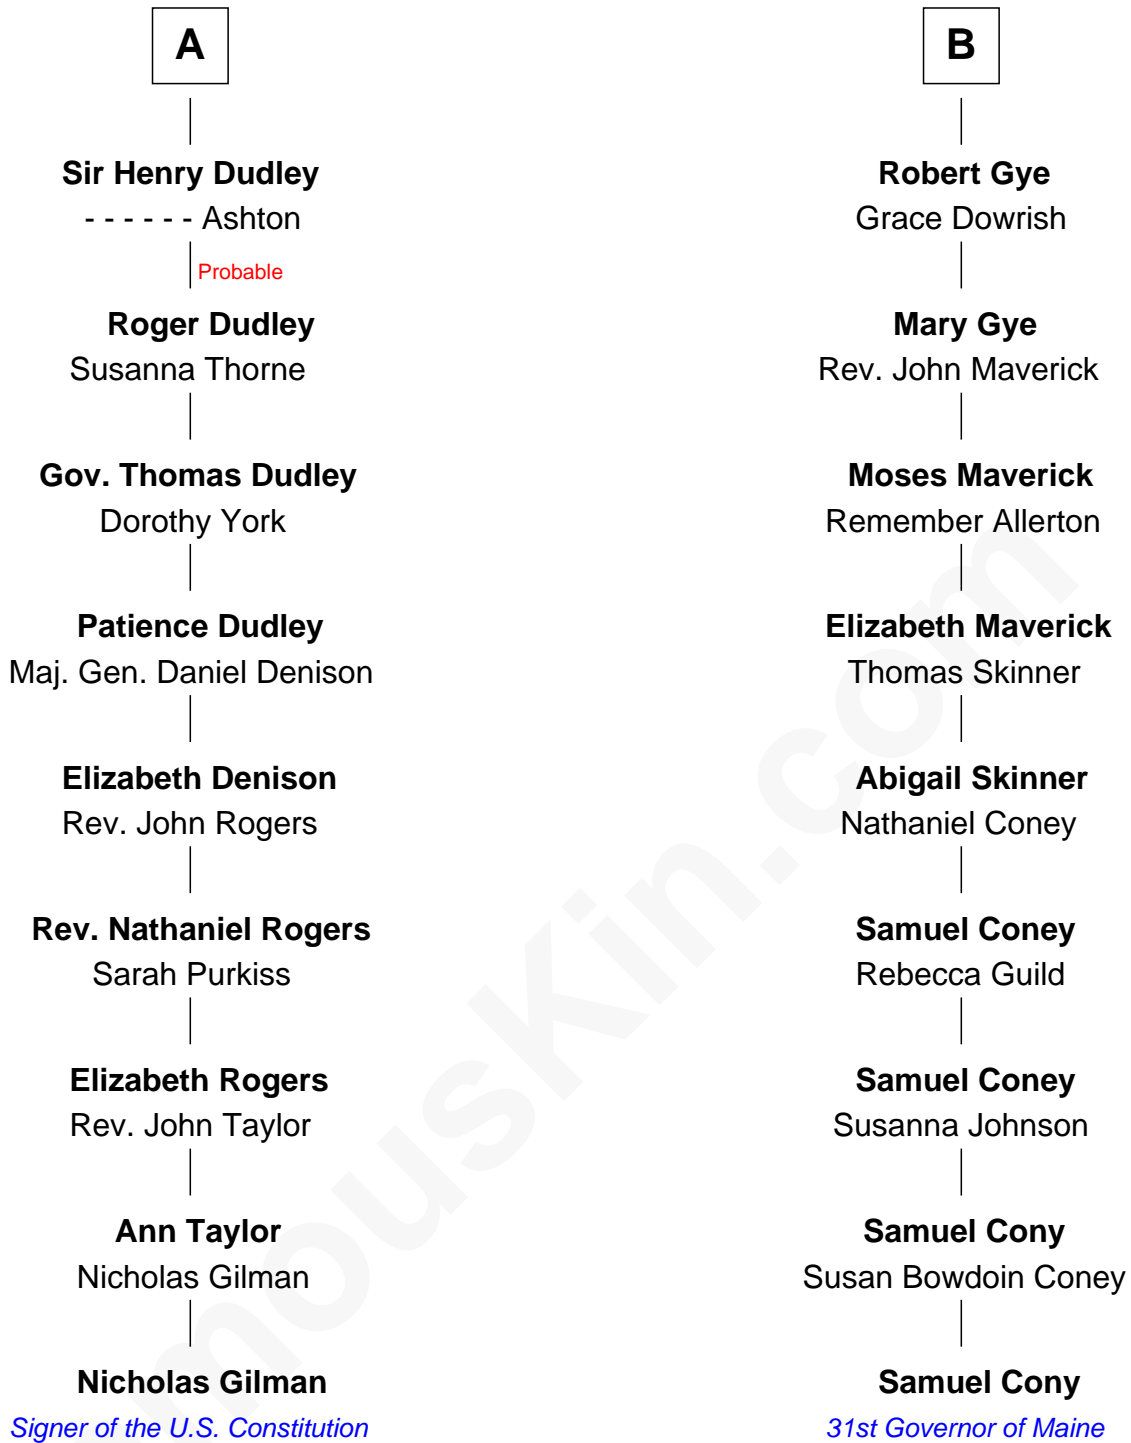 A
Sir Henry Dudley
- - - - - - Ashton
Probable
Roger Dudley
Susanna Thorne
Gov. Thomas Dudley
Dorothy York
Patience Dudley
Maj. Gen. Daniel Denison
Elizabeth Denison
Rev. John Rogers
Rev. Nathaniel Rogers
Sarah Purkiss
Elizabeth Rogers
Rev. John Taylor
Ann Taylor
Nicholas Gilman
Nicholas Gilman
Signer of the U.S. Constitution
B
Robert Gye
Grace Dowrish
Mary Gye
Rev. John Maverick
Moses Maverick
Remember Allerton
Elizabeth Maverick
Thomas Skinner
Abigail Skinner
Nathaniel Coney
Samuel Coney
Rebecca Guild
Samuel Coney
Susanna Johnson
Samuel Cony
Susan Bowdoin Coney
Samuel Cony
31st Governor of Maine
mouskin.com